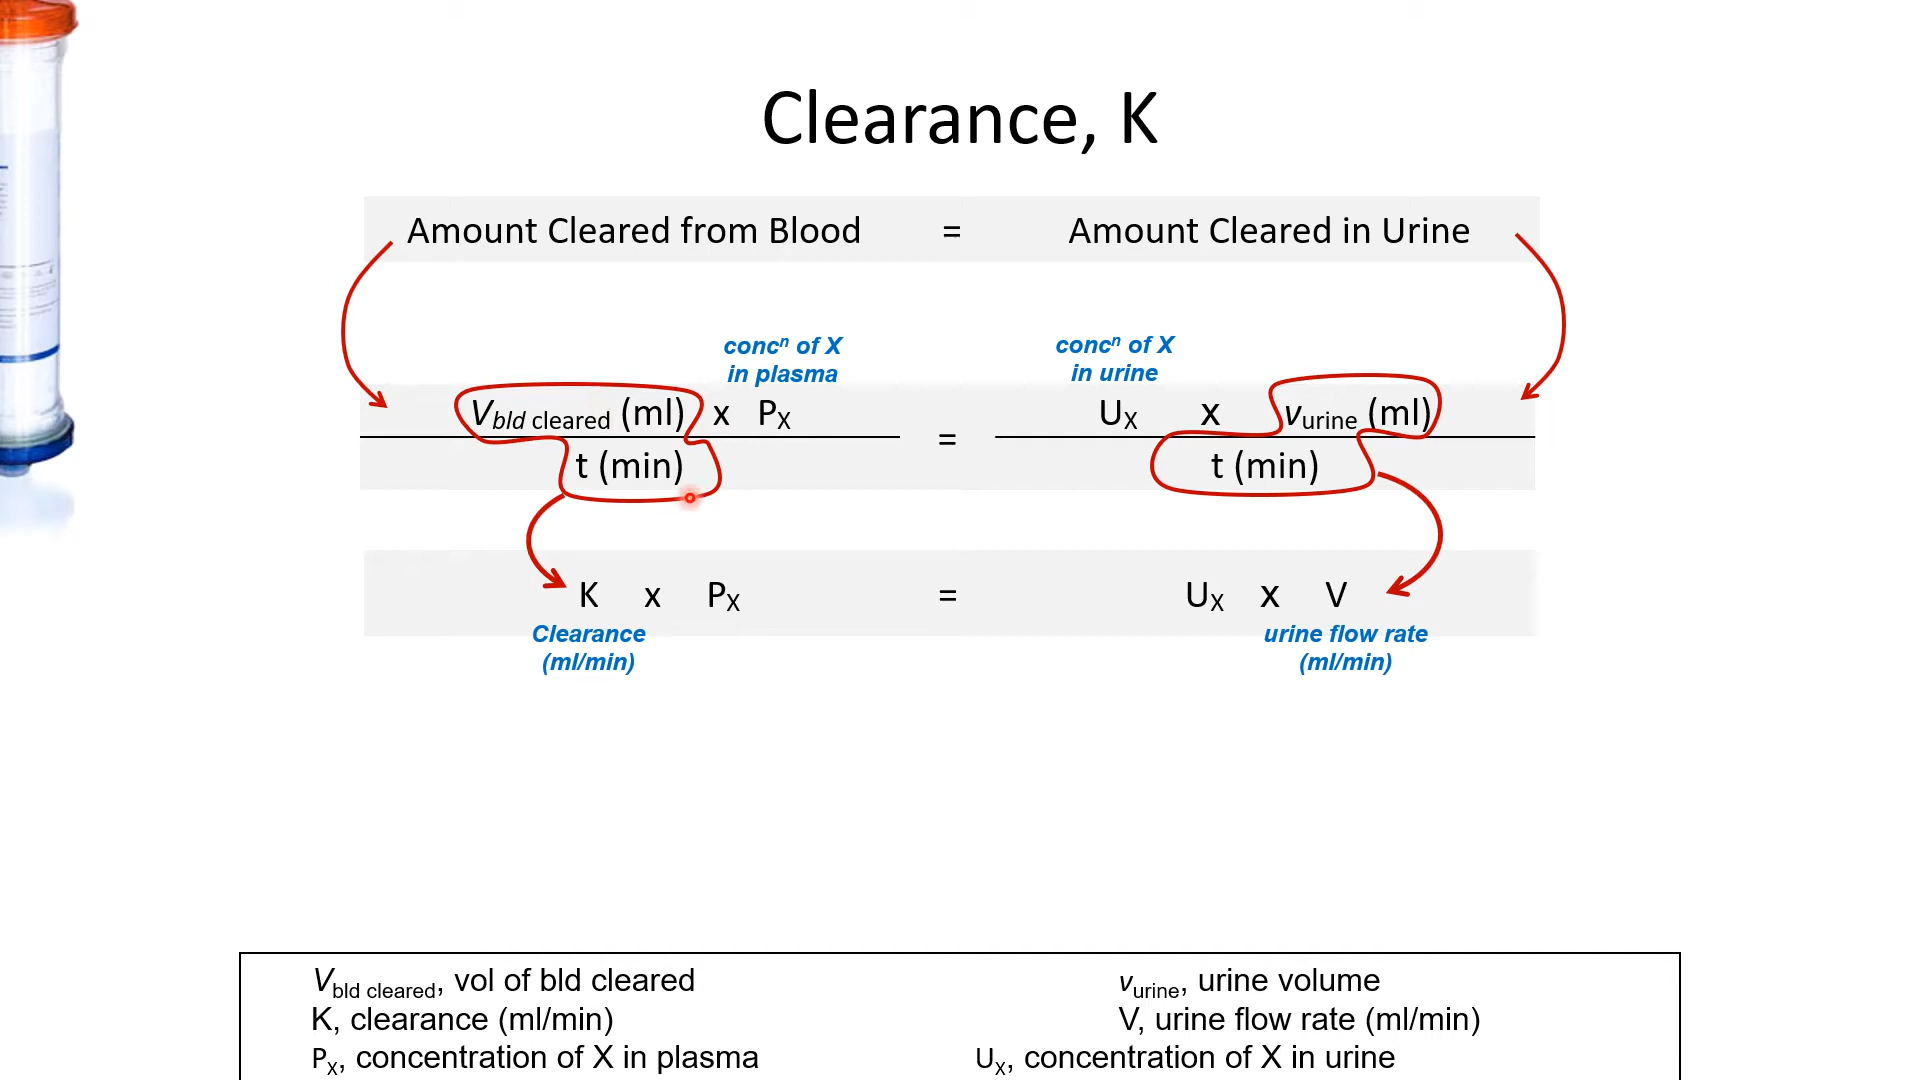 Clearance, K
Amount Cleared from Blood = Amount Cleared in Urine
concⁿ of X
in plasma
concⁿ of X
in urine
V bld cleared (ml) x PX = UX x vurine (ml)
t (min) t (min)
K x PX = UX x V
Clearance
(ml/min)
urine flow rate
(ml/min)
Vbld cleared, vol of bld cleared
vurine, urine volume
K, clearance (ml/min)
V, urine flow rate (ml/min)
PX, concentration of X in plasma
UX, concentration of X in urine